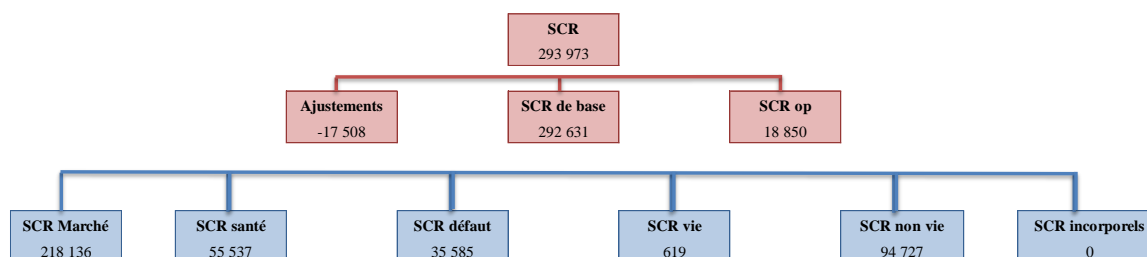 SCR
293 973
Ajustements
-17 508
SCR de base
292 631
SCR op
18 850
SCR Marché
218 136
SCR santé
55 537
SCR défaut
35 585
SCR vie
619
SCR non vie
94 727
SCR incorporels
0